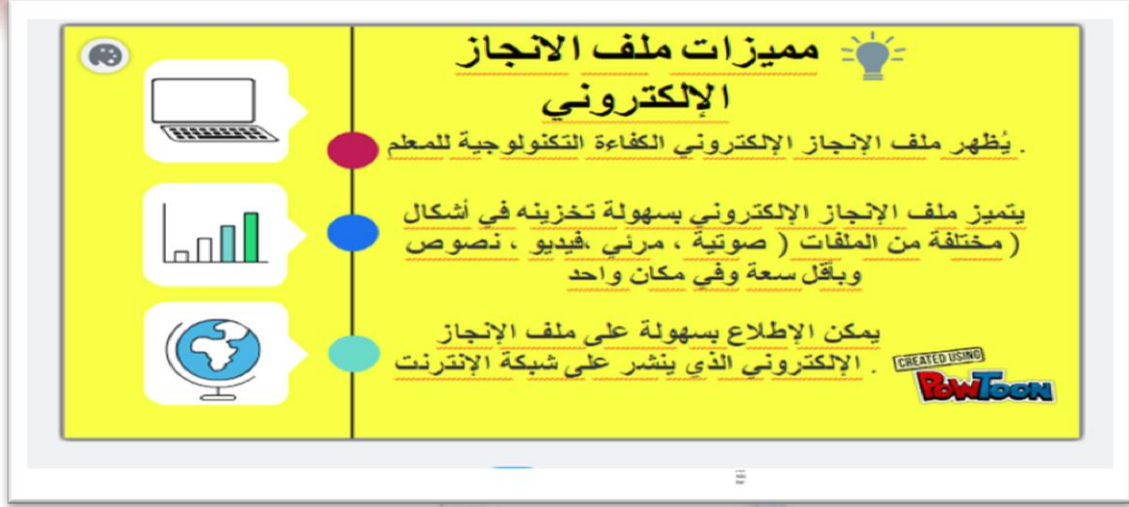 مميزات ملف الانجاز
الإلكتروني
. يُظهر ملف الإنجاز الإلكتروني الكفاءة التكنولوجية للمعلم
يتميز ملف الإنجاز الإلكتروني بسهولة تخزينه في أشكال
( مختلفة من الملفات ( صوتية ، مرئي ،فيديو ، نصوص
وبأقل سعة وفي مكان واحد
يمكن الإطلاع بسهولة على ملف الإنجاز
. الإلكتروني الذي ينشر على شبكة الإنترنت
CREATED USING
POWTOON